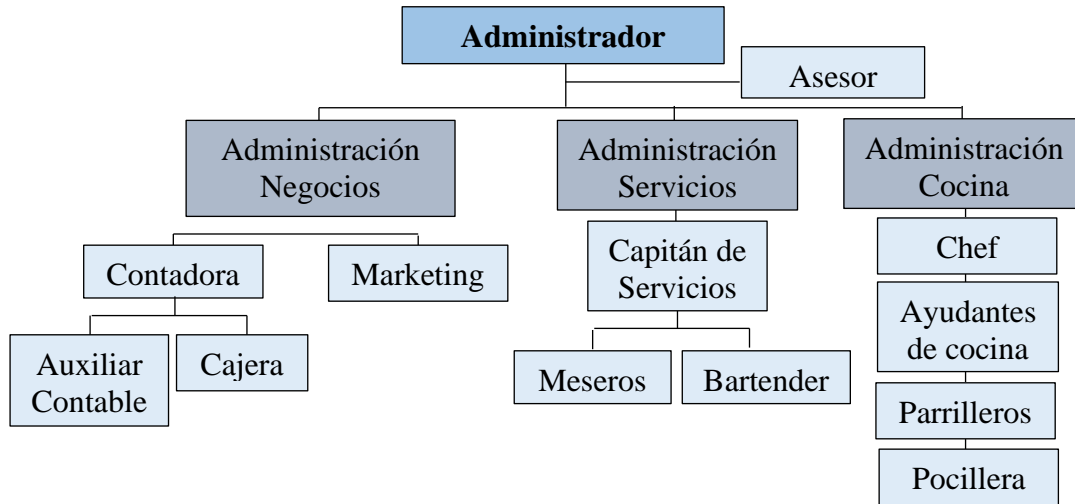 Administrador
Asesor
Administración
Negocios
Administración
Servicios
Administración
Cocina
Contadora
Marketing
Capitán de
Servicios
Chef
Auxiliar
Contable
Cajera
Meseros
Bartender
Ayudantes
de cocina
Parrilleros
Pocillera